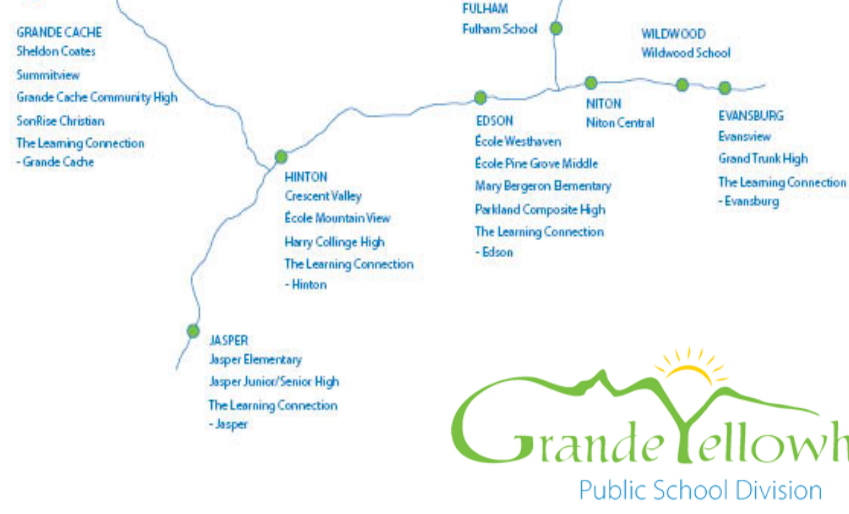 GRANDE CACHE
Sheldon Coates
Summitview
Grande Cache Community High
SonRise Christian
The Learning Connection
- Grande Cache
FULHAM
Fulham School
WILDWOOD
Wildwood School
NITON
Niton Central
EVANSBURG
Evansview
Grand Trunk High
The Learning Connection
- Evansburg
EDSON
École Westhaven
École Pine Grove Middle
Mary Bergeron Elementary
Parkland Composite High
The Learning Connection
- Edson
HINTON
Crescent Valley
École Mountain View
Harry Collinge High
The Learning Connection
- Hinton
JASPER
Jasper Elementary
Jasper Junior/Senior High
The Learning Connection
- Jasper
Grande Yellowh
Public School Division